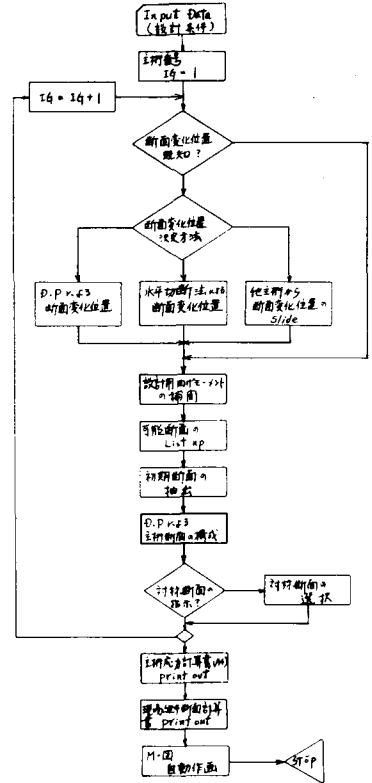 Input Data
(設計条件)
主桁番号
IG = 1
IG = IG+1
断面変化位置
既知?
断面変化位置
決定方法
D.Pによる
断面変化位置
水平切断法による
断面変化位置
他主桁から
断面変化位置の
Slide
設計用曲げモーメント
の補間
可能断面の
List up
初期断面の
抽出
D.Pによる
主桁断面の構成
対材断面の
指示?
対材断面の
選択
主桁応力計算書
print out
現場継手断面計算
書 print out
M-図
自動作画
STOP